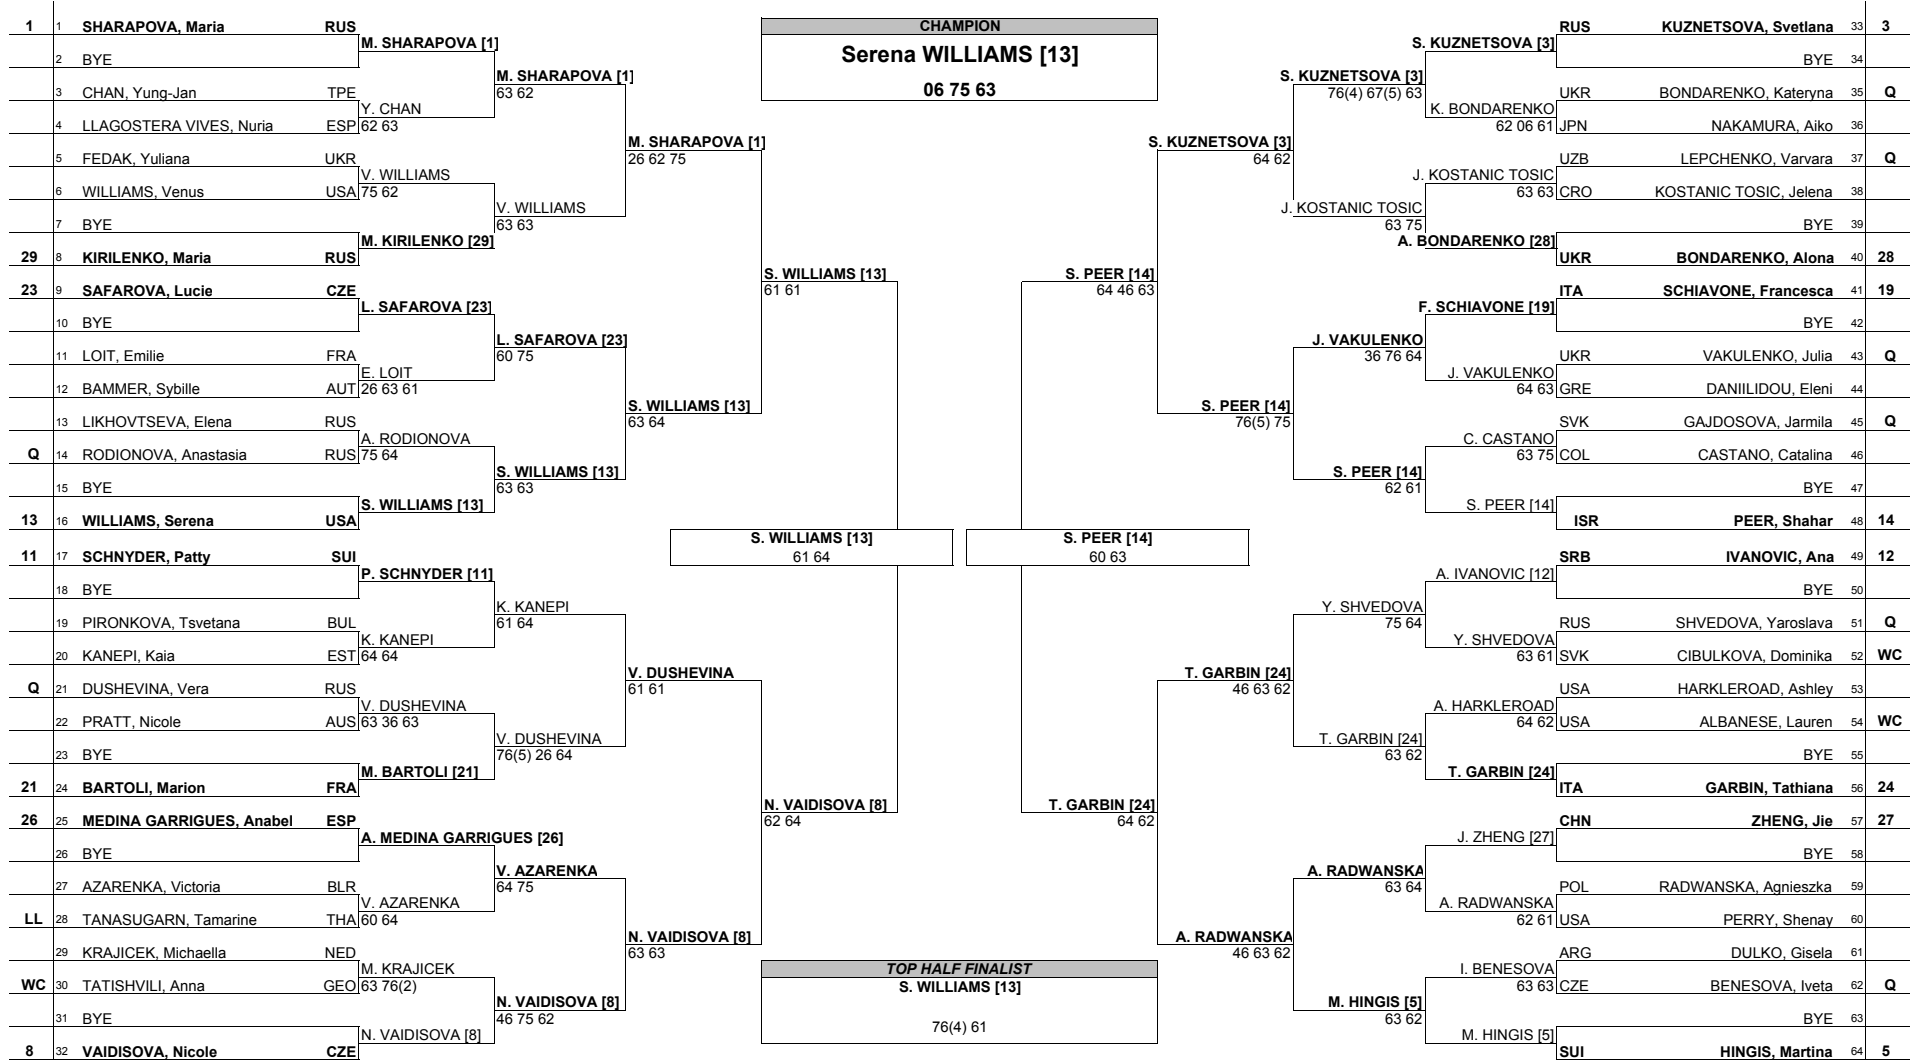 CHAMPION
Serena WILLIAMS [13]
06 75 63
1 1 SHARAPOVA, Maria RUS
M. SHARAPOVA [1]
2 BYE
M. SHARAPOVA [1]
63 62
3 CHAN, Yung-Jan TPE
Y. CHAN
4 LLAGOSTERA VIVES, Nuria ESP 62 63
M. SHARAPOVA [1]
26 62 75
5 FEDAK, Yuliana UKR
V. WILLIAMS
6 WILLIAMS, Venus USA 75 62
V. WILLIAMS
63 63
7 BYE
M. KIRILENKO [29]
29 8 KIRILENKO, Maria RUS
S. WILLIAMS [13]
61 61
23 9 SAFAROVA, Lucie CZE
L. SAFAROVA [23]
10 BYE
L. SAFAROVA [23]
60 75
11 LOIT, Emilie FRA
E. LOIT
12 BAMMER, Sybille AUT 26 63 61
S. WILLIAMS [13]
63 64
13 LIKHOVTSEVA, Elena RUS
A. RODIONOVA
Q 14 RODIONOVA, Anastasia RUS 75 64
S. WILLIAMS [13]
63 63
15 BYE
S. WILLIAMS [13]
13 16 WILLIAMS, Serena USA
S. WILLIAMS [13]
61 64
11 17 SCHNYDER, Patty SUI
P. SCHNYDER [11]
18 BYE
K. KANEPI
61 64
19 PIRONKOVA, Tsvetana BUL
K. KANEPI
20 KANEPI, Kaia EST 64 64
V. DUSHEVINA
61 61
Q 21 DUSHEVINA, Vera RUS
V. DUSHEVINA
22 PRATT, Nicole AUS 63 36 63
V. DUSHEVINA
76(5) 26 64
23 BYE
M. BARTOLI [21]
21 24 BARTOLI, Marion FRA
N. VAIDISOVA [8]
62 64
26 25 MEDINA GARRIGUES, Anabel ESP
A. MEDINA GARRIGUES [26]
26 BYE
V. AZARENKA
64 75
27 AZARENKA, Victoria BLR
V. AZARENKA
LL 28 TANASUGARN, Tamarine THA 60 64
N. VAIDISOVA [8]
63 63
29 KRAJICEK, Michaella NED
M. KRAJICEK
WC 30 TATISHVILI, Anna GEO 63 76(2)
N. VAIDISOVA [8]
46 75 62
31 BYE
N. VAIDISOVA [8]
8 32 VAIDISOVA, Nicole CZE
TOP HALF FINALIST
S. WILLIAMS [13]
76(4) 61
RUS KUZNETSOVA, Svetlana 33 3
S. KUZNETSOVA [3]
BYE 34
S. KUZNETSOVA [3]
76(4) 67(5) 63
UKR BONDARENKO, Kateryna 35 Q
K. BONDARENKO
62 06 61 JPN NAKAMURA, Aiko 36
S. KUZNETSOVA [3]
64 62
UZB LEPCHENKO, Varvara 37 Q
J. KOSTANIC TOSIC
63 63 CRO KOSTANIC TOSIC, Jelena 38
J. KOSTANIC TOSIC
63 75
BYE 39
A. BONDARENKO [28]
UKR BONDARENKO, Alona 40 28
S. PEER [14]
64 46 63
ITA SCHIAVONE, Francesca 41 19
F. SCHIAVONE [19]
BYE 42
J. VAKULENKO
36 76 64
UKR VAKULENKO, Julia 43 Q
J. VAKULENKO
64 63 GRE DANIILIDOU, Eleni 44
S. PEER [14]
76(5) 75
SVK GAJDOSOVA, Jarmila 45 Q
C. CASTANO
63 75 COL CASTANO, Catalina 46
S. PEER [14]
62 61
BYE 47
S. PEER [14]
ISR PEER, Shahar 48 14
S. PEER [14]
60 63
SRB IVANOVIC, Ana 49 12
A. IVANOVIC [12]
BYE 50
Y. SHVEDOVA
75 64
RUS SHVEDOVA, Yaroslava 51 Q
Y. SHVEDOVA
63 61 SVK CIBULKOVA, Dominika 52 WC
T. GARBIN [24]
46 63 62
USA HARKLEROAD, Ashley 53
A. HARKLEROAD
64 62 USA ALBANESE, Lauren 54 WC
T. GARBIN [24]
63 62
BYE 55
T. GARBIN [24]
ITA GARBIN, Tathiana 56 24
T. GARBIN [24]
64 62
CHN ZHENG, Jie 57 27
J. ZHENG [27]
BYE 58
A. RADWANSKA
63 64
POL RADWANSKA, Agnieszka 59
A. RADWANSKA
62 61 USA PERRY, Shenay 60
A. RADWANSKA
46 63 62
ARG DULKO, Gisela 61
I. BENESOVA
63 63 CZE BENESOVA, Iveta 62 Q
M. HINGIS [5]
63 62
BYE 63
M. HINGIS [5]
SUI HINGIS, Martina 64 5